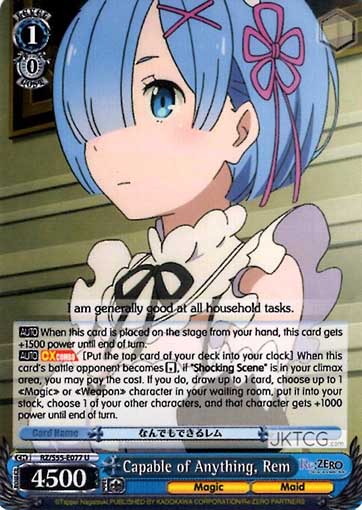 1
I am generally good at all household tasks.
AUTO When this card is placed on the stage from your hand, this card gets
+1500 power until end of turn.
AUTO CX COMBO [Put the top card of your deck into your clock] When this
card's battle opponent becomes [ ], if "Shocking Scene" is in your climax
area, you may pay the cost. If you do, draw up to 1 card, choose up to 1
<Magic> or <Weapon> character in your waiting room, put it into your
stock, choose 1 of your other characters, and that character gets +1000
power until end of turn.
Card Name なんでもできるレム
JKTCG.com
RZ/S55-E077 U
Capable of Anything, Rem
Re:ZERO
4500
Magic Maid
©Tappei Nagatsuki,PUBLISHED BY KADOKAWA CORPORATION/Re:ZERO PARTNERS